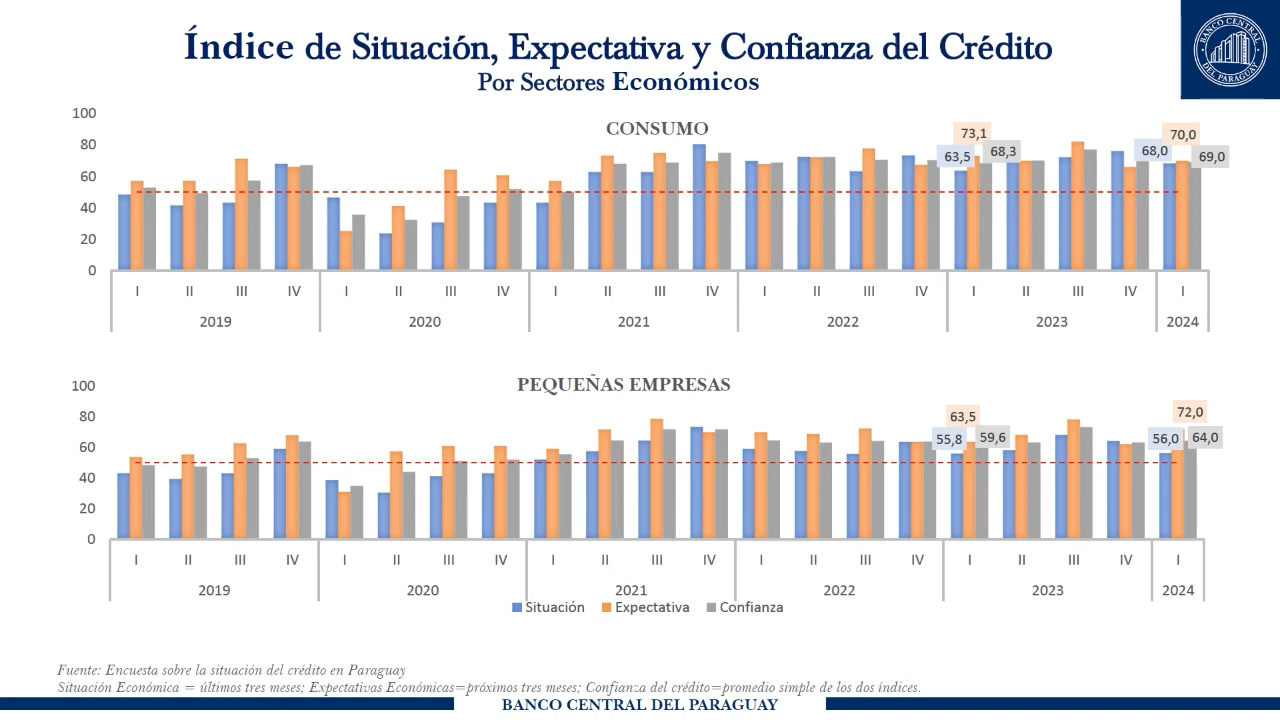 Índice de Situación, Expectativa y Confianza del Crédito
Por Sectores Económicos
BANCO CENTRAL DEL PARAGUAY
CONSUMO
100
80
60
40
20
0
73,1
63,5
68,3
70,0
68,0
69,0
I II III IV I II III IV I II III IV I II III IV I II III IV I
2019 2020 2021 2022 2023 2024
PEQUEÑAS EMPRESAS
100
80
60
40
20
0
63,5
55,8
59,6
72,0
56,0
64,0
I II III IV I II III IV I II III IV I II III IV I II III IV I
2019 2020 2021 2022 2023 2024
Situación Expectativa Confianza
Fuente: Encuesta sobre la situación del crédito en Paraguay
Situación Económica = últimos tres meses; Expectativas Económicas=próximos tres meses; Confianza del crédito=promedio simple de los dos índices.
BANCO CENTRAL DEL PARAGUAY